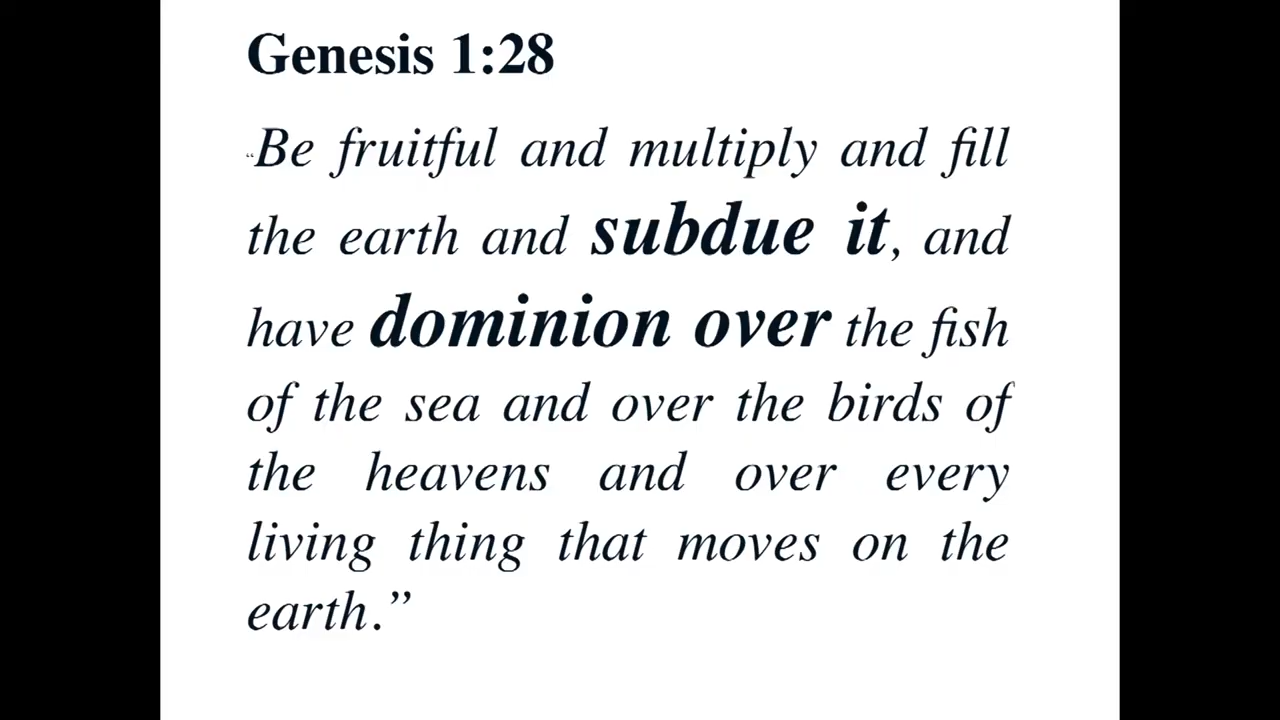 Genesis 1:28
“Be fruitful and multiply and fill
the earth and subdue it, and
have dominion over the fish
of the sea and over the birds of
the heavens and over every
living thing that moves on the
earth.”